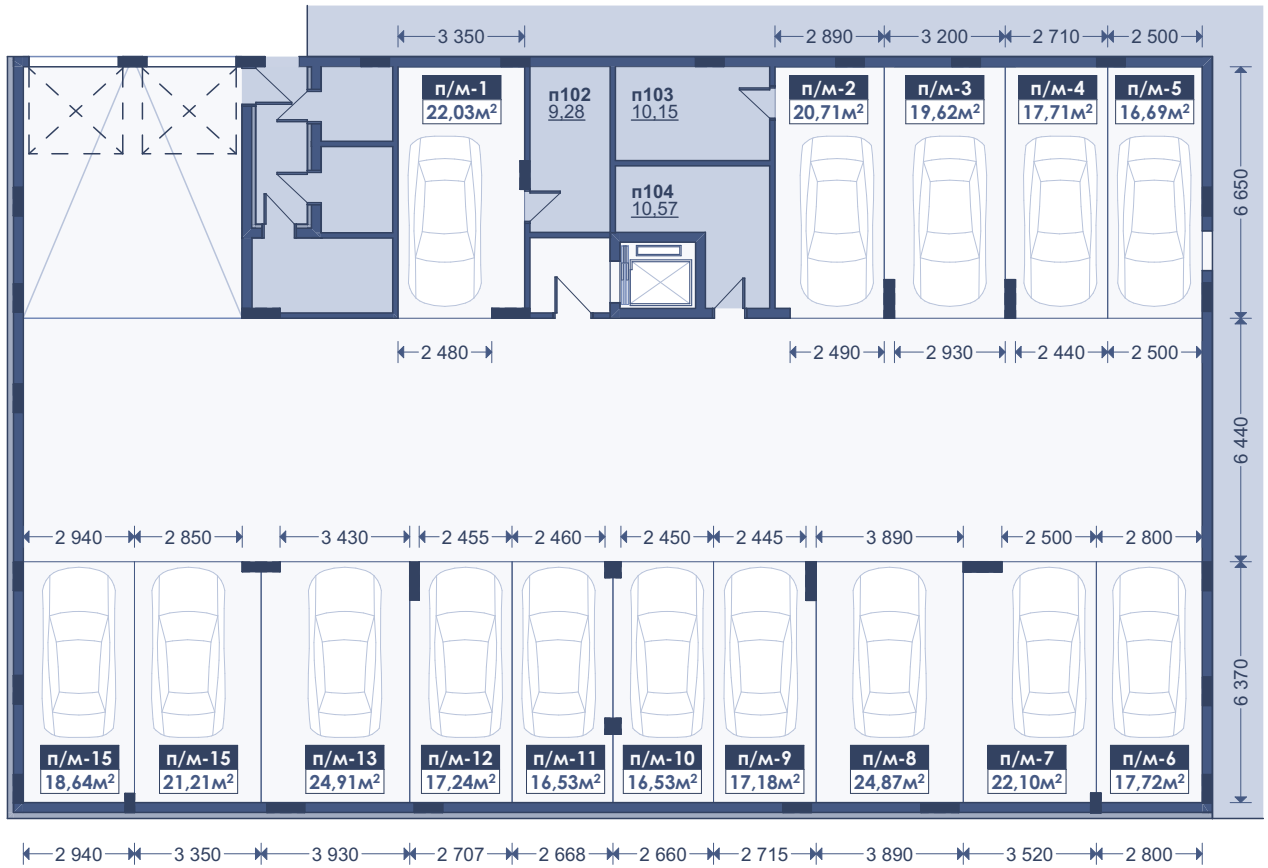 3 350
2 890
3 200
2 710
2 500
п/м-1
22,03м²
п102
9,28
п103
10,15
п/м-2
20,71м²
п/м-3
19,62м²
п/м-4
17,71м²
п/м-5
16,69м²
6 650
п104
10,57
2 480
2 490
2 930
2 440
2 500
6 440
2 940
2 850
3 430
2 455
2 460
2 450
2 445
3 890
2 500
2 800
6 370
п/м-15
18,64м²
п/м-15
21,21м²
п/м-13
24,91м²
п/м-12
17,24м²
п/м-11
16,53м²
п/м-10
16,53м²
п/м-9
17,18м²
п/м-8
24,87м²
п/м-7
22,10м²
п/м-6
17,72м²
2 940
3 350
3 930
2 707
2 668
2 660
2 715
3 890
3 520
2 800